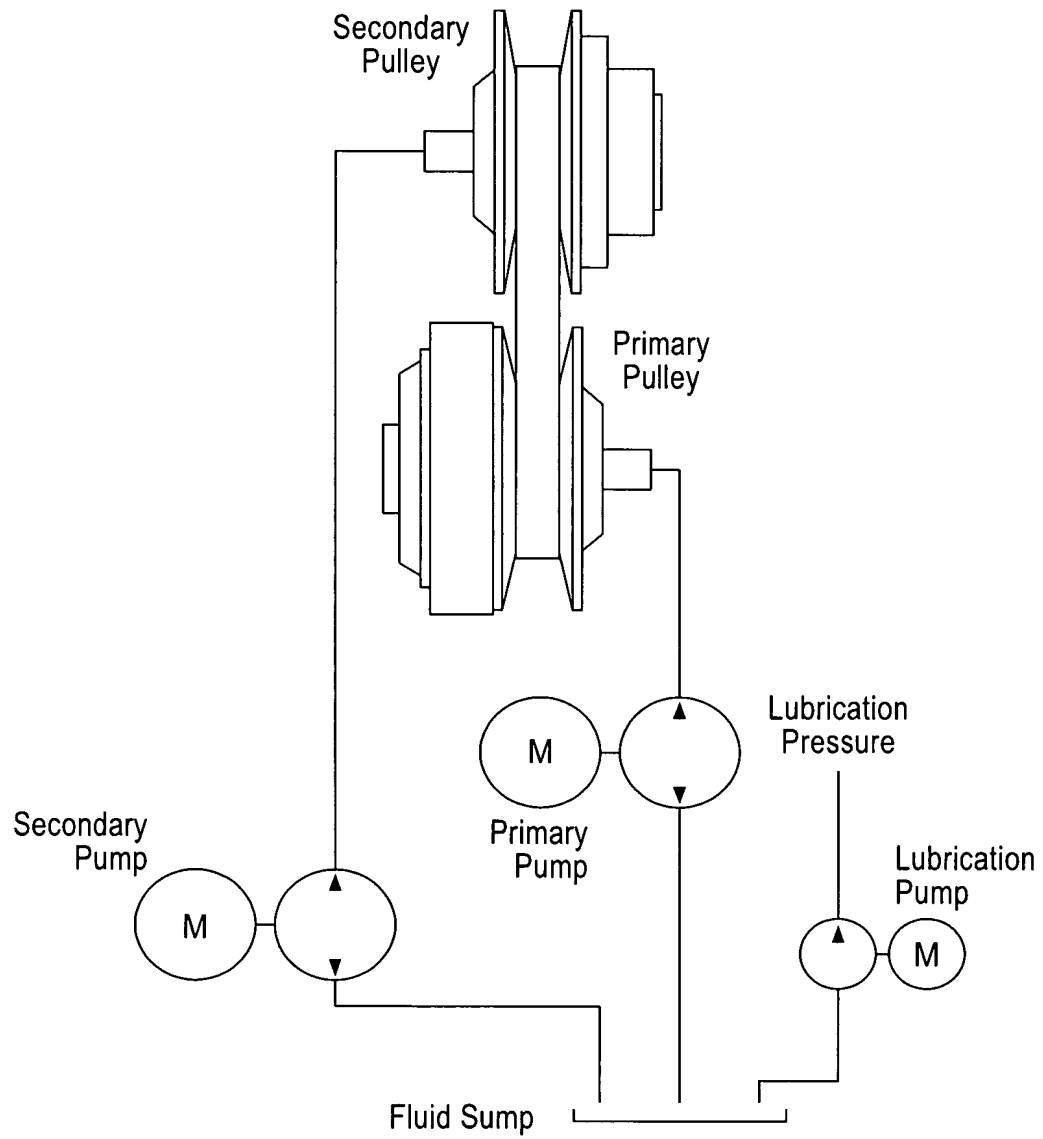 Secondary
Pulley
Primary
Pulley
M
Primary
Pump
Lubrication
Pressure
Secondary
Pump
M
Lubrication
Pump
M
Fluid Sump